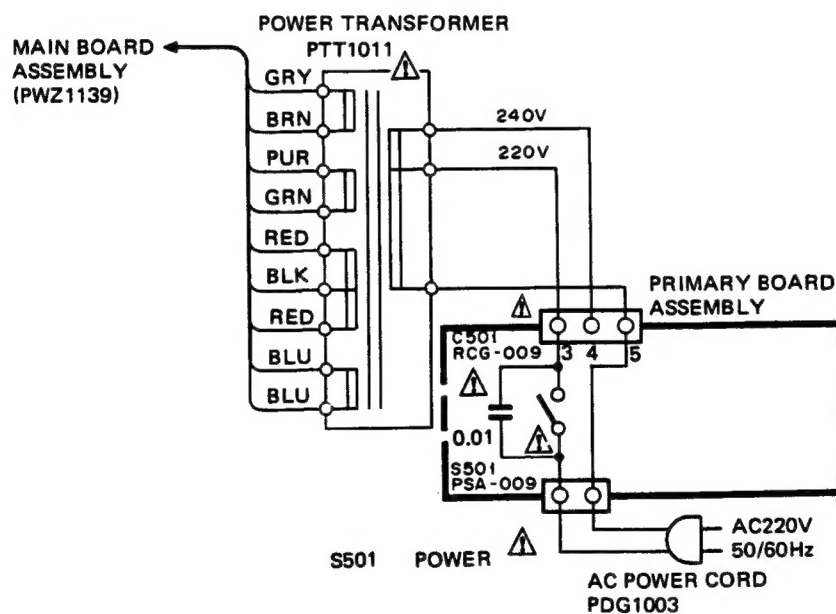 POWER TRANSFORMER
PTT1011
MAIN BOARD
ASSEMBLY
(PWZ1139)
GRY
BRN
PUR
GRN
RED
BLK
RED
BLU
BLU
240V
220V
PRIMARY BOARD
ASSEMBLY
C501
RCG-009
3 4 5
0.01
S501
PSA-009
S501 POWER
AC220V
50/60Hz
AC POWER CORD
PDG1003